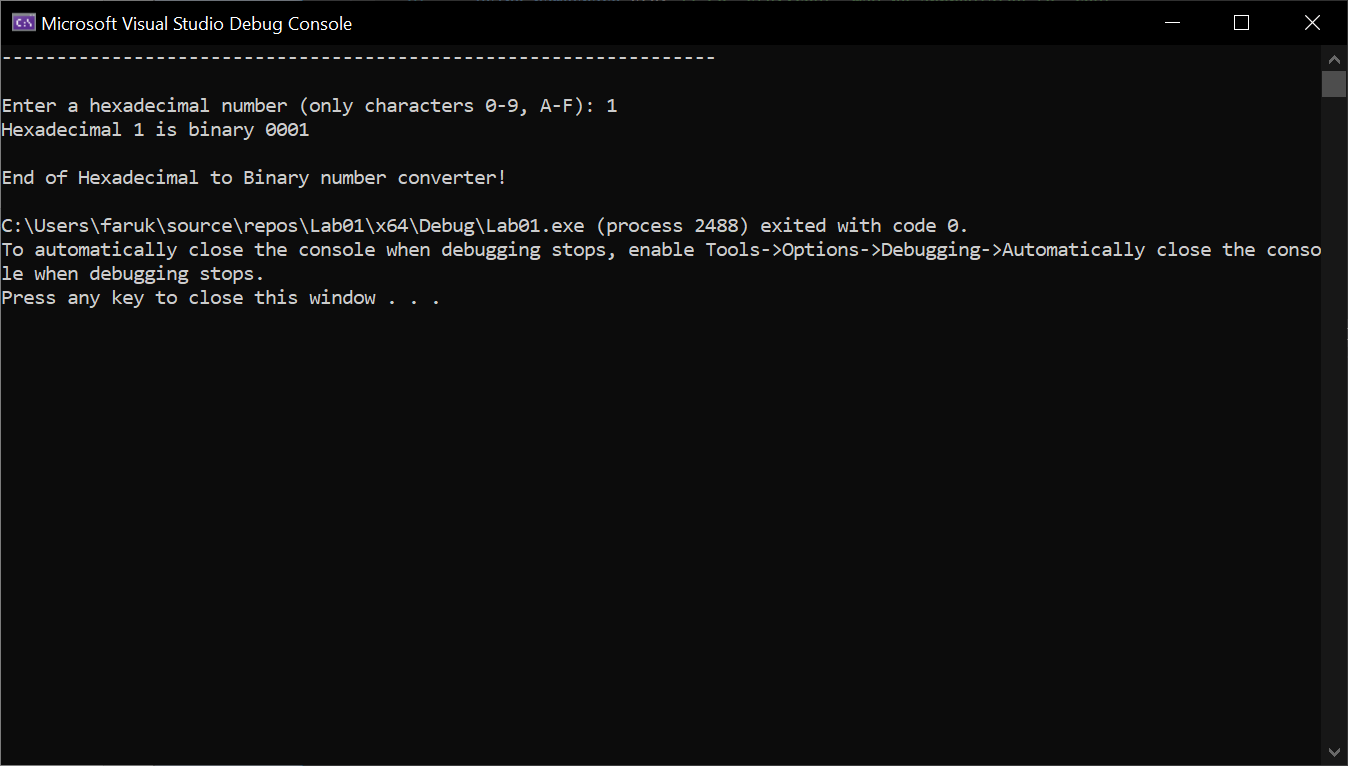 Microsoft Visual Studio Debug Console
-----------------------------------------------------------------
Enter a hexadecimal number (only characters 0-9, A-F): 1
Hexadecimal 1 is binary 0001
End of Hexadecimal to Binary number converter!
C:\Users\faruk\source\repos\Lab01\x64\Debug\Lab01.exe (process 2488) exited with code 0.
To automatically close the console when debugging stops, enable Tools->Options->Debugging->Automatically close the conso
le when debugging stops.
Press any key to close this window . . .